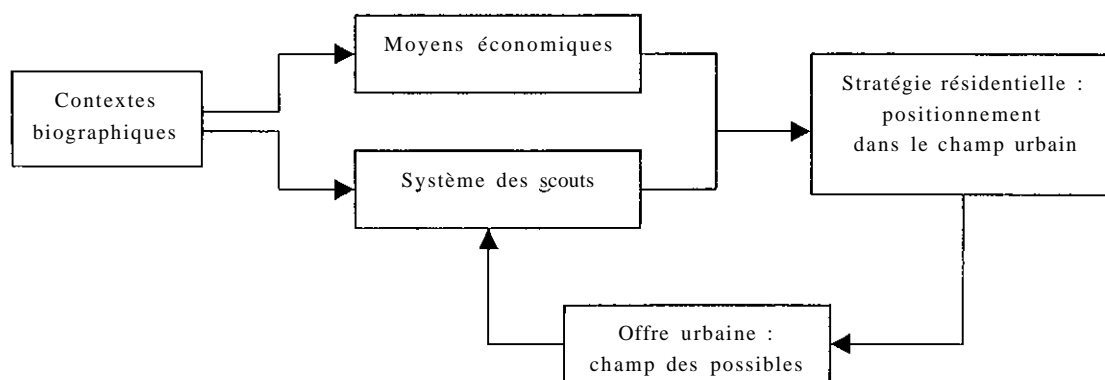 Moyens économiques
Contextes
biographiques
Stratégie résidentielle :
positionnement
dans le champ urbain
Système des scouts
Offre urbaine :
champ des possibles